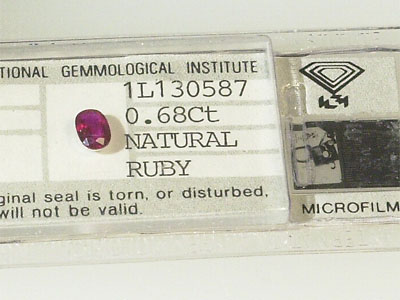 TIONAL GEMMOLOGICAL INSTITUTE
1L130587
0.68Ct
NATURAL
RUBY
ginal seal is torn, or disturbed,
will not be valid.
MICROFILM